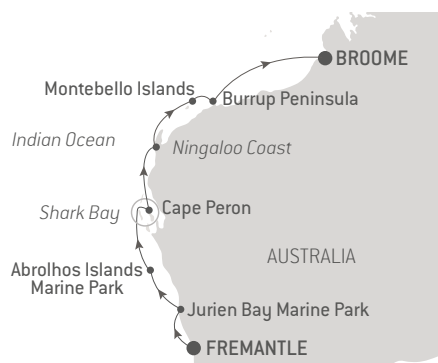 BROOME
Montebello Islands
Burrup Peninsula
Indian Ocean
Ningaloo Coast
Shark Bay
Cape Peron
AUSTRALIA
Abrolhos Islands
Marine Park
Jurien Bay Marine Park
FREMANTLE